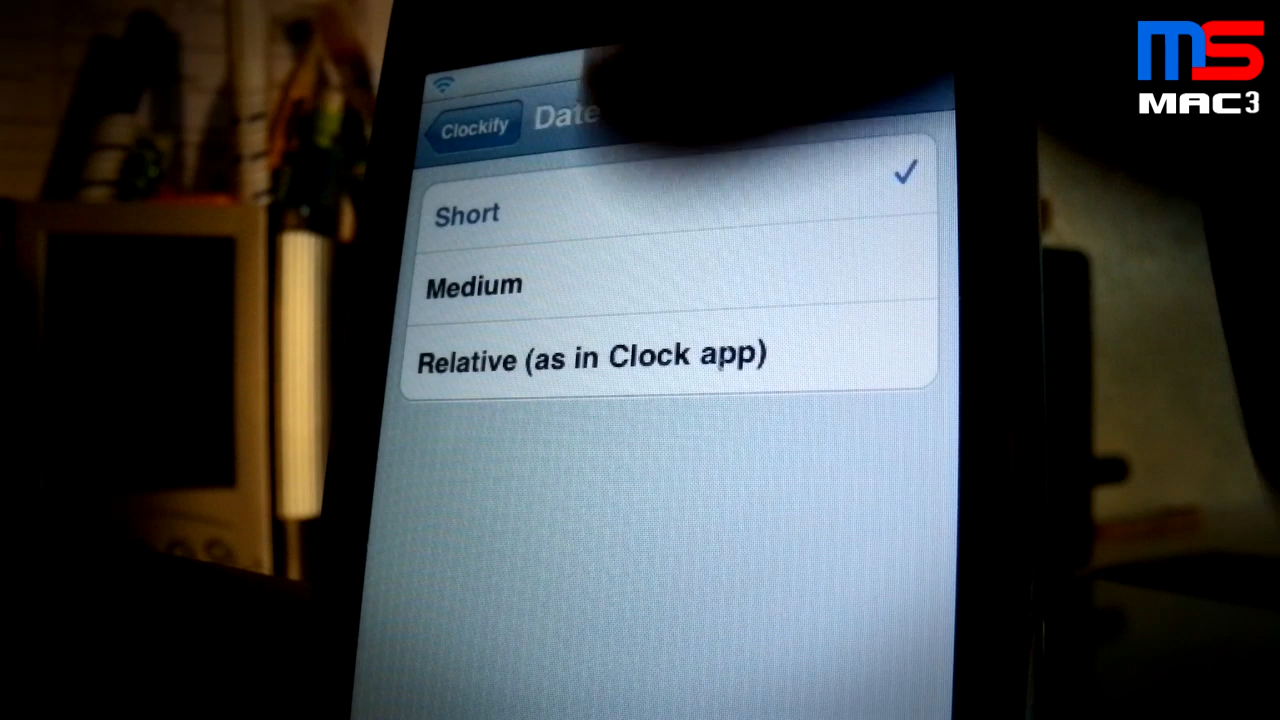 MS
MAC3
Clockify
Date
Short
Medium
Relative (as in Clock app)